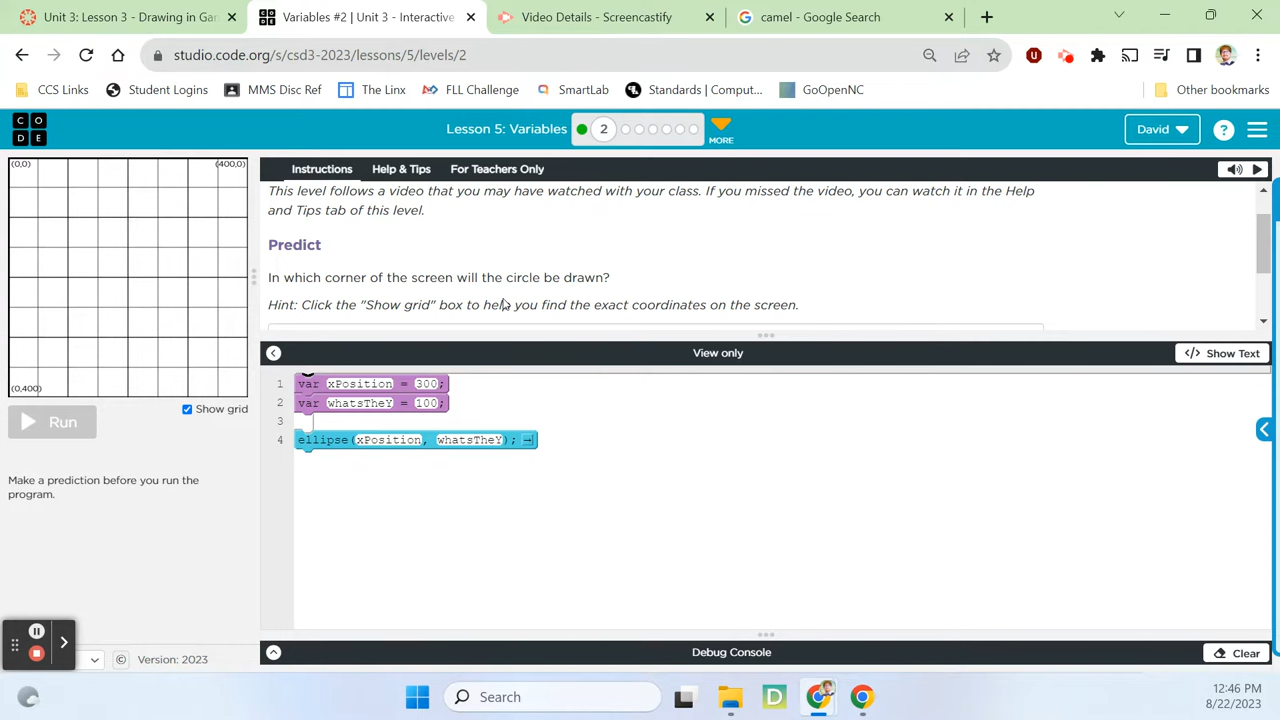 Unit 3: Lesson 3 - Drawing in Gam
Variables #2 | Unit 3 - Interactive
Video Details - Screencastify
camel - Google Search
studio.code.org/s/csd3-2023/lessons/5/levels/2
CCS Links
Student Logins
MMS Disc Ref
The Linx
FLL Challenge
SmartLab
Standards | Comput...
GoOpenNC
Other bookmarks
C O
D E
Lesson 5: Variables
2
MORE
David
?
(0,0)
(400,0)
(0,400)
Instructions
Help & Tips
For Teachers Only
This level follows a video that you may have watched with your class. If you missed the video, you can watch it in the Help
and Tips tab of this level.
Predict
In which corner of the screen will the circle be drawn?
Hint: Click the "Show grid" box to help you find the exact coordinates on the screen.
View only
</> Show Text
Run
Show grid
Make a prediction before you run the
program.
1 var xPosition = 300;
2 var whatsTheY = 100;
3
4 ellipse(xPosition, whatsTheY);
© Version: 2023
Debug Console
Clear
Search
12:46 PM
8/22/2023